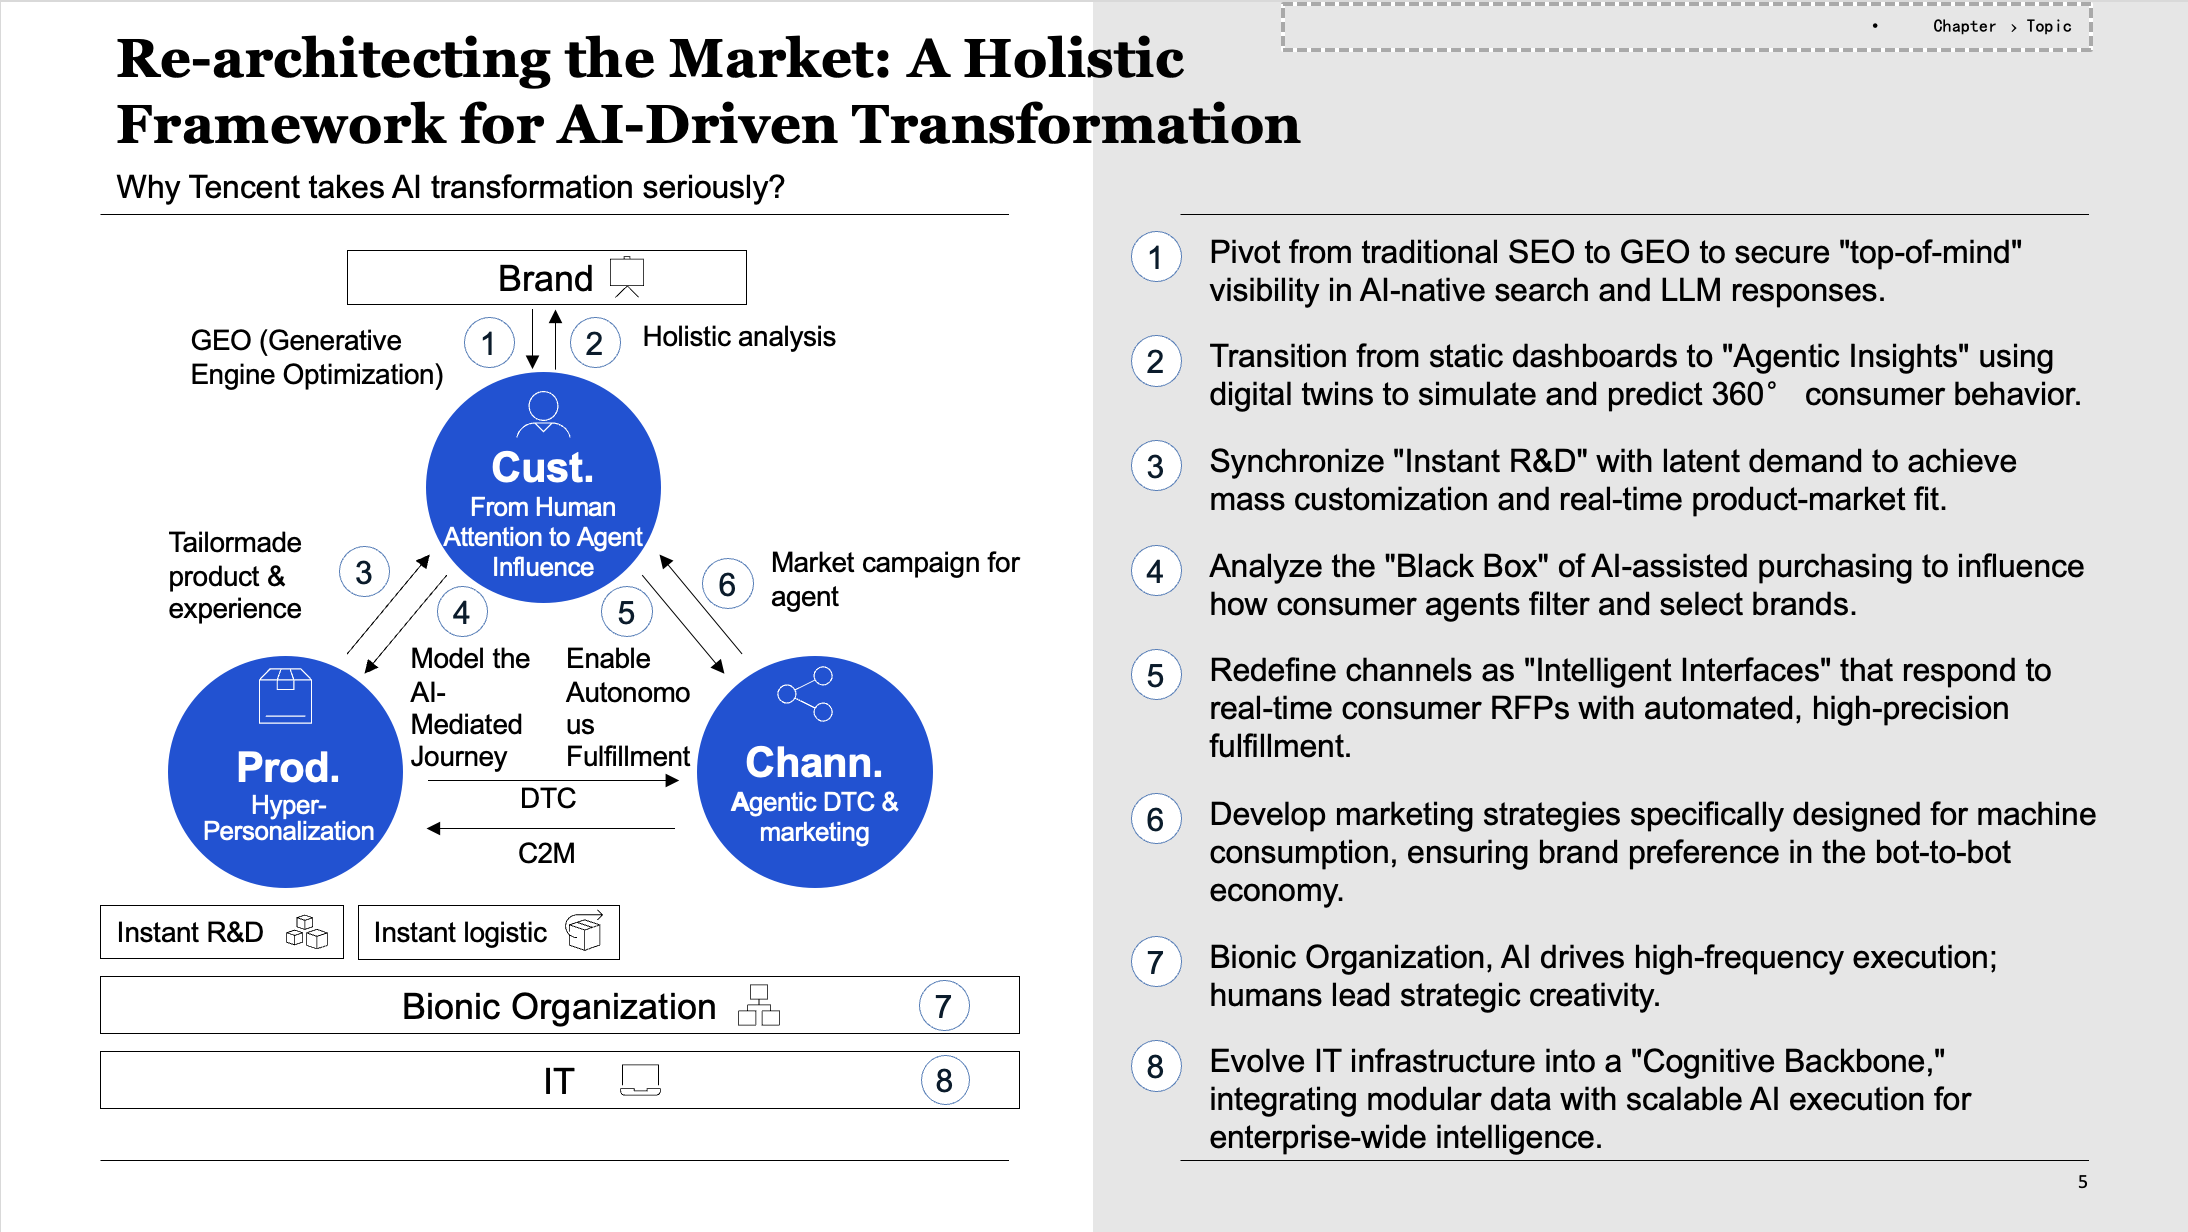 • Chapter › Topic
Re-architecting the Market: A Holistic
Framework for AI-Driven Transformation
Why Tencent takes AI transformation seriously?
Brand
GEO (Generative
Engine Optimization)
1
2
Holistic analysis
Cust.
From Human
Attention to Agent
Influence
Tailormade
product &
experience
3
4
5
6
Market campaign for
agent
Model the
AI-
Mediated
Journey
Enable
Autonomo
us
Fulfillment
Prod.
Hyper-
Personalization
DTC
C2M
Chann.
Agentic DTC &
marketing
Instant R&D
Instant logistic
Bionic Organization
7
IT
8
1
Pivot from traditional SEO to GEO to secure "top-of-mind"
visibility in AI-native search and LLM responses.
2
Transition from static dashboards to "Agentic Insights" using
digital twins to simulate and predict 360° consumer behavior.
3
Synchronize "Instant R&D" with latent demand to achieve
mass customization and real-time product-market fit.
4
Analyze the "Black Box" of AI-assisted purchasing to influence
how consumer agents filter and select brands.
5
Redefine channels as "Intelligent Interfaces" that respond to
real-time consumer RFPs with automated, high-precision
fulfillment.
6
Develop marketing strategies specifically designed for machine
consumption, ensuring brand preference in the bot-to-bot
economy.
7
Bionic Organization, AI drives high-frequency execution;
humans lead strategic creativity.
8
Evolve IT infrastructure into a "Cognitive Backbone,"
integrating modular data with scalable AI execution for
enterprise-wide intelligence.
5